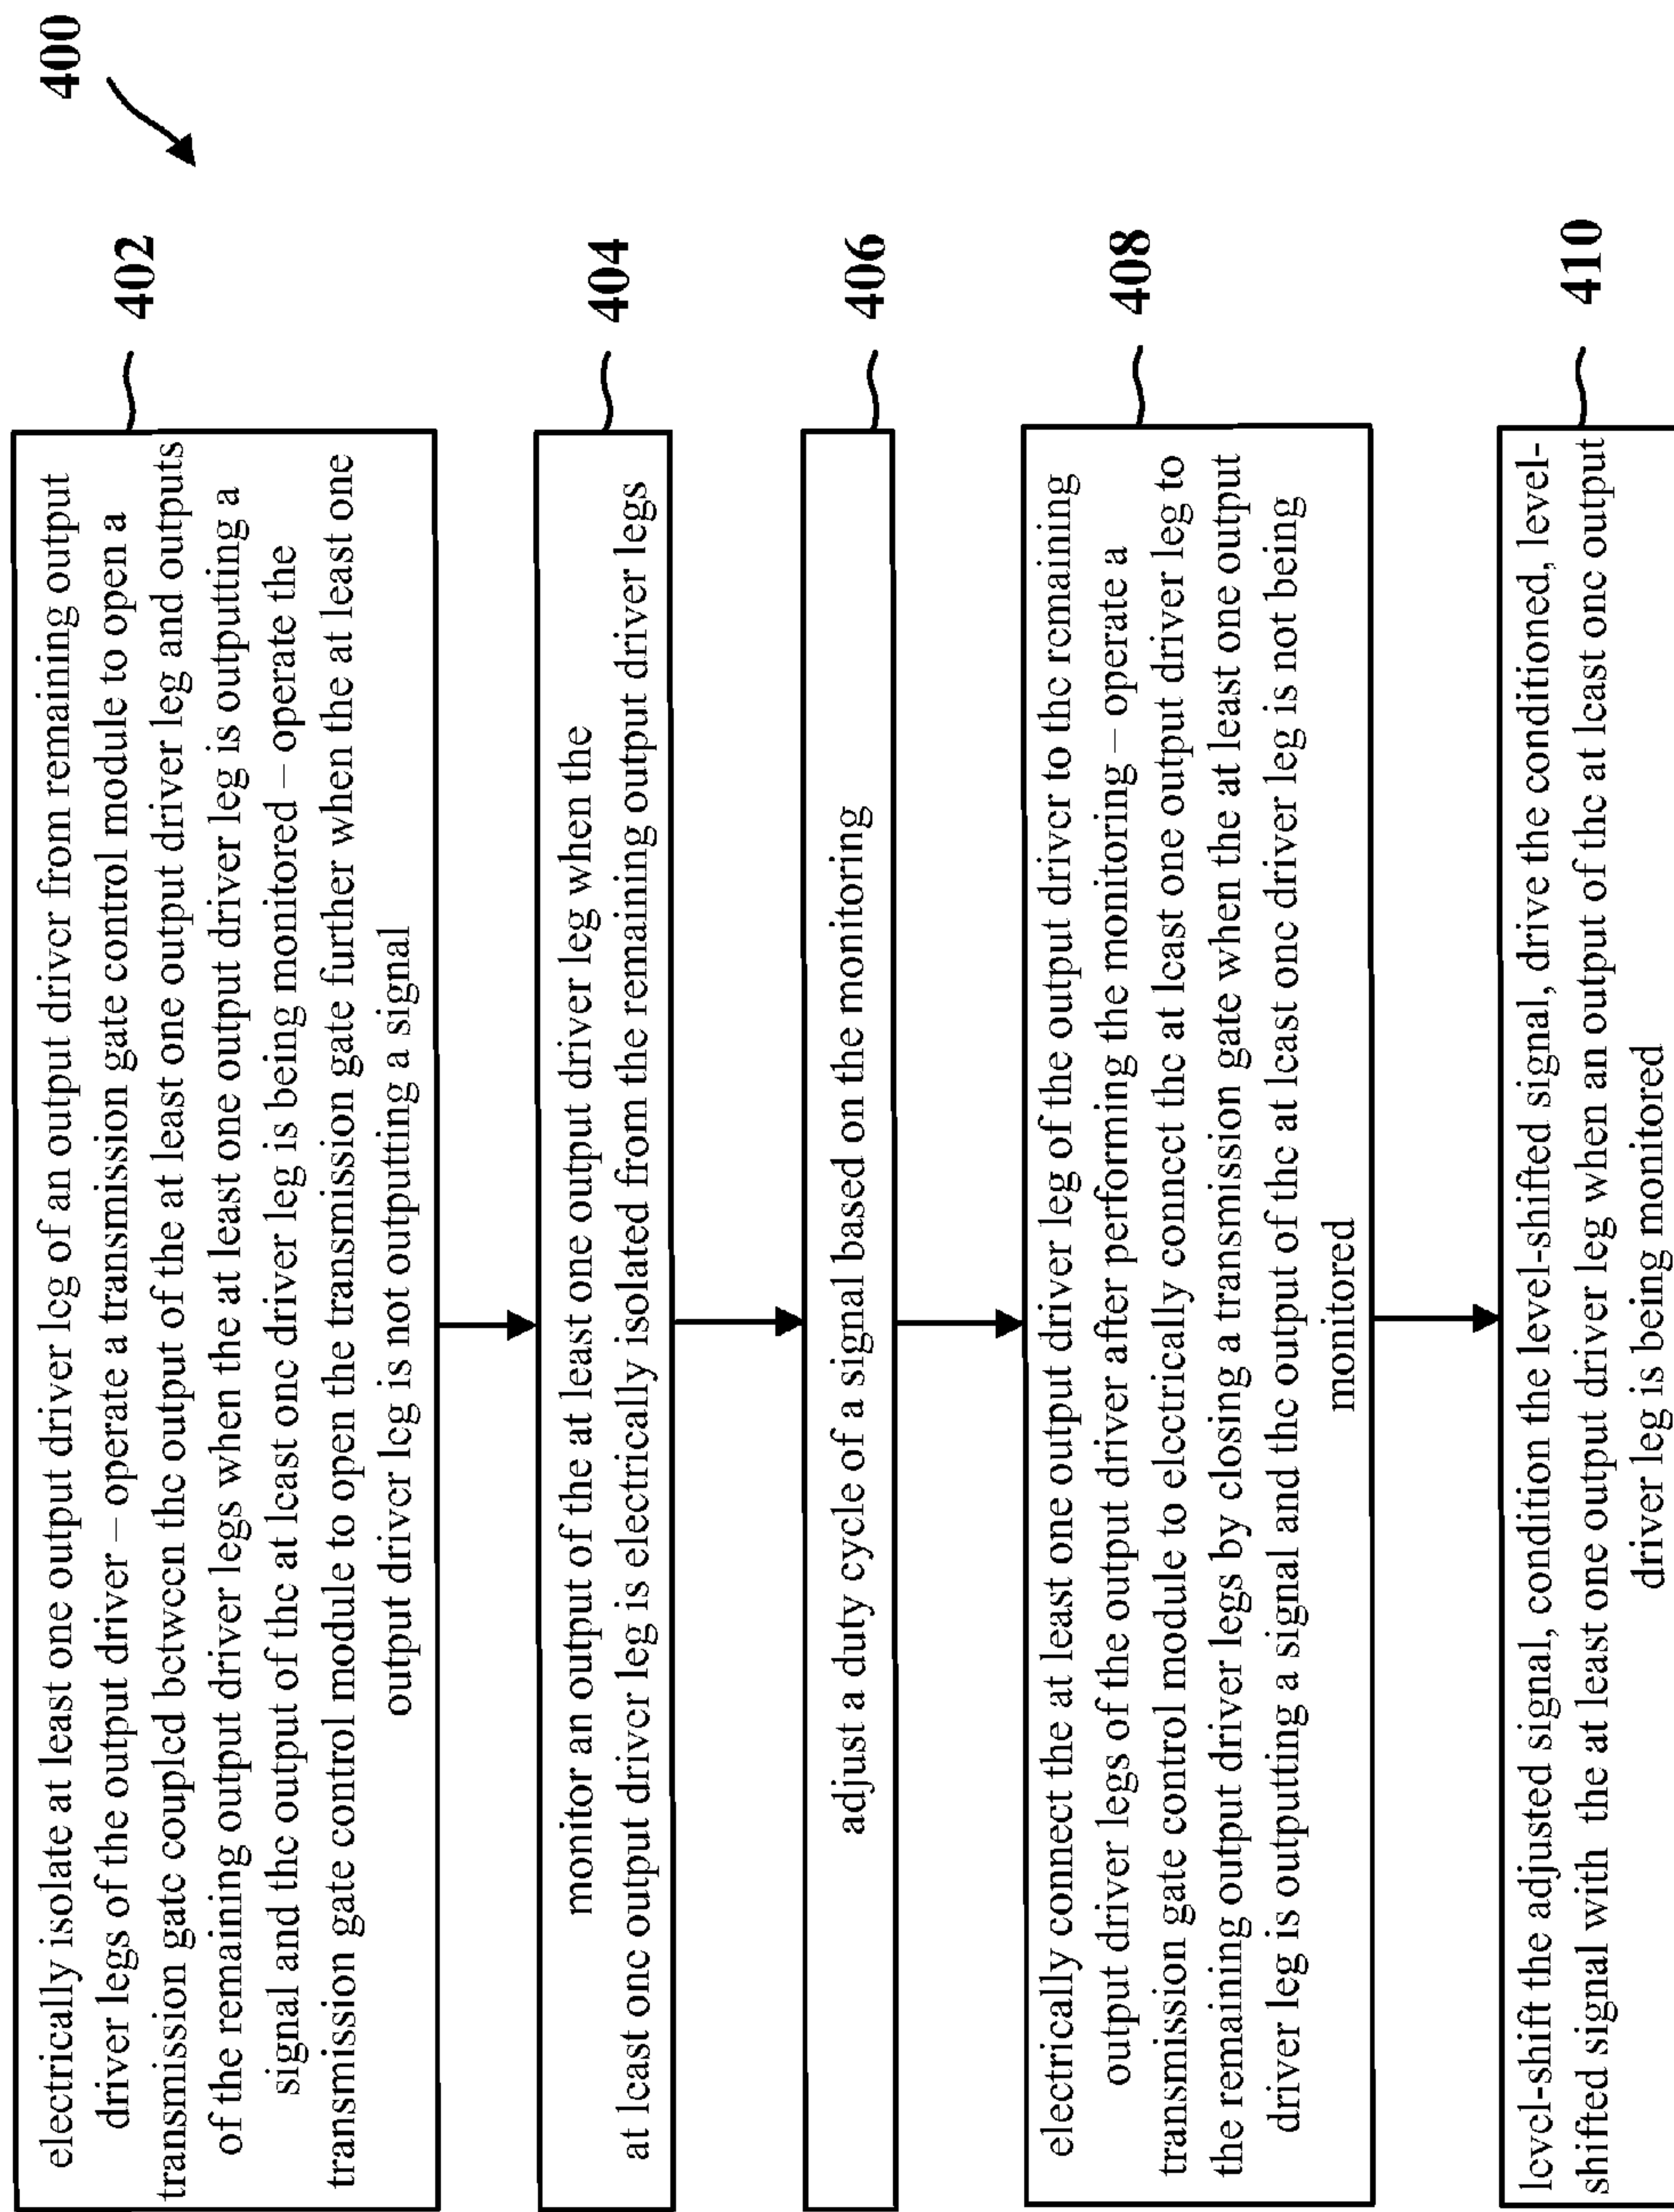 400
electrically isolate at least one output driver leg of an output driver from remaining output
driver legs of the output driver – operate a transmission gate control module to open a
transmission gate coupled between the output of the at least one output driver leg and outputs
of the remaining output driver legs when the at least one output driver leg is outputting a
signal and the output of the at least one driver leg is being monitored – operate the
transmission gate control module to open the transmission gate further when the at least one
output driver leg is not outputting a signal
402
monitor an output of the at least one output driver leg when the
at least one output driver leg is electrically isolated from the remaining output driver legs
404
adjust a duty cycle of a signal based on the monitoring
406
electrically connect the at least one output driver leg of the output driver to the remaining
output driver legs of the output driver after performing the monitoring – operate a
transmission gate control module to electrically connect the at least one output driver leg to
the remaining output driver legs by closing a transmission gate when the at least one output
driver leg is outputting a signal and the output of the at least one driver leg is not being
monitored
408
level-shift the adjusted signal, condition the level-shifted signal, drive the conditioned, level-
shifted signal with the at least one output driver leg when an output of the at least one output
driver leg is being monitored
410